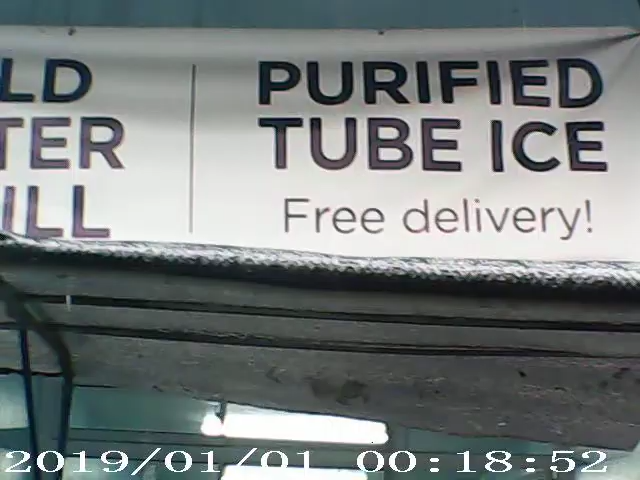 LD
TER
ILL
PURIFIED
TUBE ICE
Free delivery!
2019/01/01 00:18:52